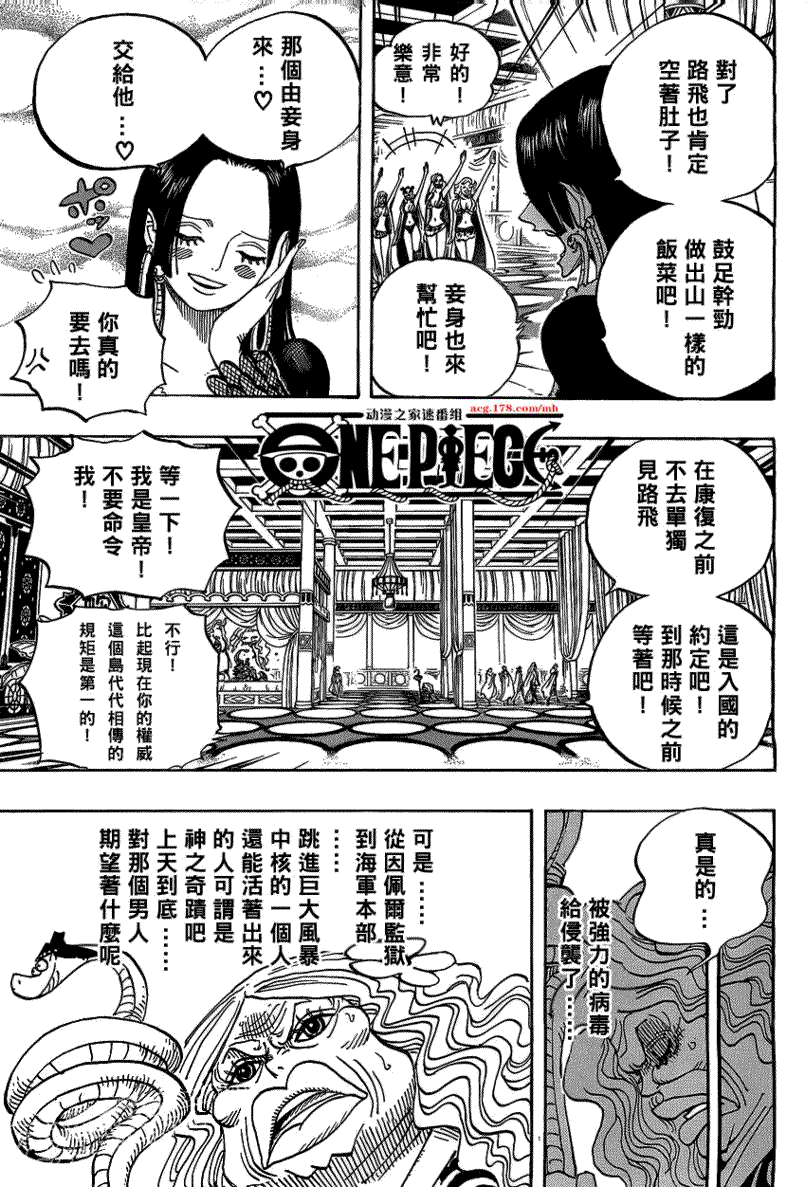 對了
路飛也肯定
空著肚子！
鼓足幹勁
做出山一樣的
飯菜吧！
好的！
非常
樂意！
妾身也來
幫忙吧！
那個由妾身
來…♡
交給他…♡
ポッ
你真的
要去嗎！
动漫之家速番组
acg.178.com/mh
ONE PIECE
在康復之前
不去單獨
見路飛
這是入國的
約定吧！
到那時候之前
等著吧！
等一下！
我是皇帝！
不要命令
我！
不行！
比起現在你的權威
這個島代代相傳的
規矩是第一的！
真是的…
被強力的病毒
給侵襲了……
可是……
從因佩爾監獄
到海軍本部
……
跳進巨大風暴
中核的一個人
還能活著出來
的人可謂是
神之奇蹟吧
上天到底……
對那個男人
期望著什麼呢